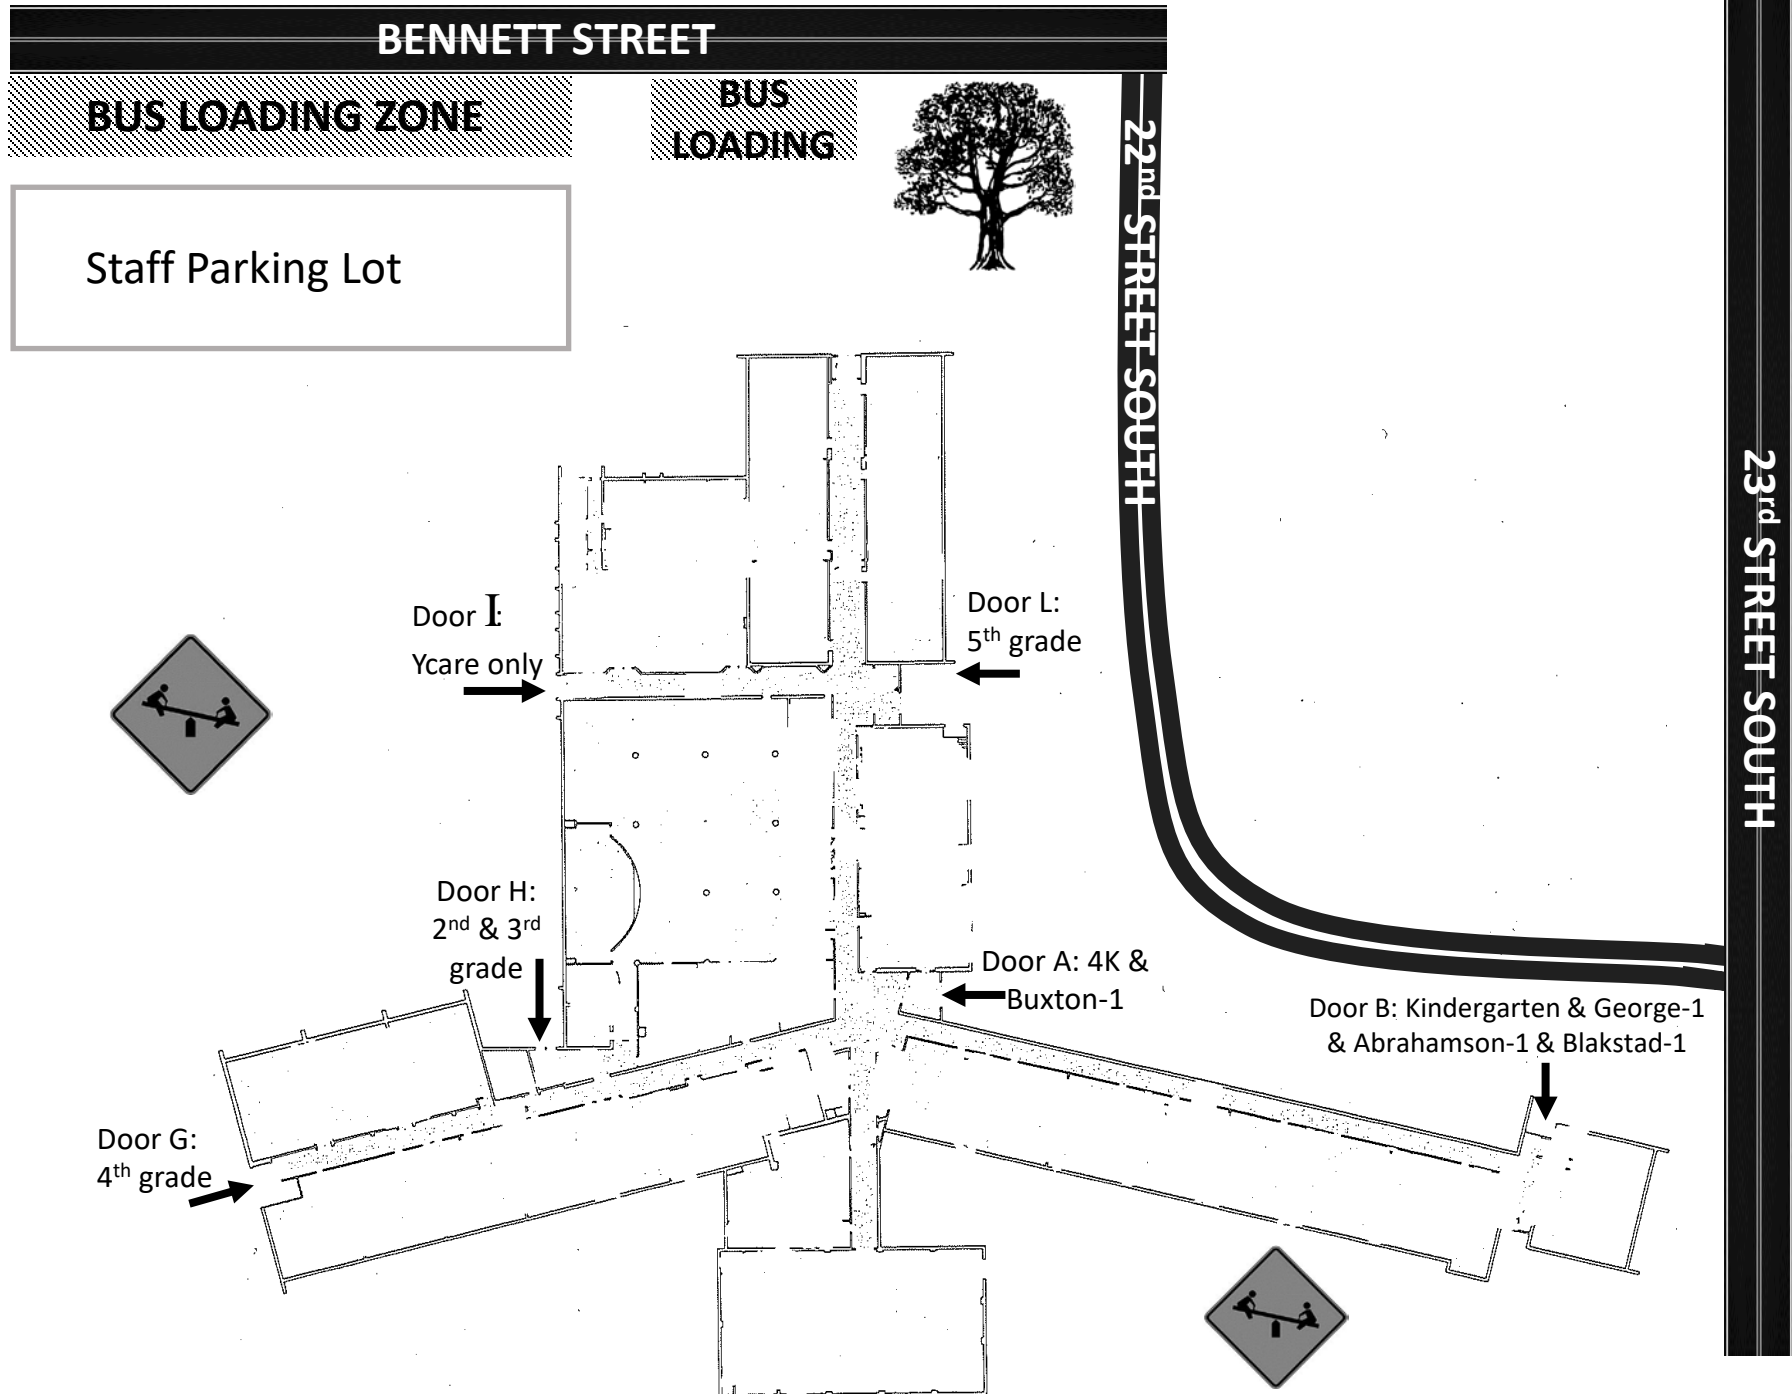 BENNETT STREET
BUS LOADING ZONE
BUS
LOADING
22nd STREET SOUTH
23rd STREET SOUTH
Staff Parking Lot
Door I:
Ycare only
Door L:
5th grade
Door H:
2nd & 3rd
grade
Door A: 4K &
Buxton-1
Door B: Kindergarten & George-1
& Abrahamson-1 & Blakstad-1
Door G:
4th grade